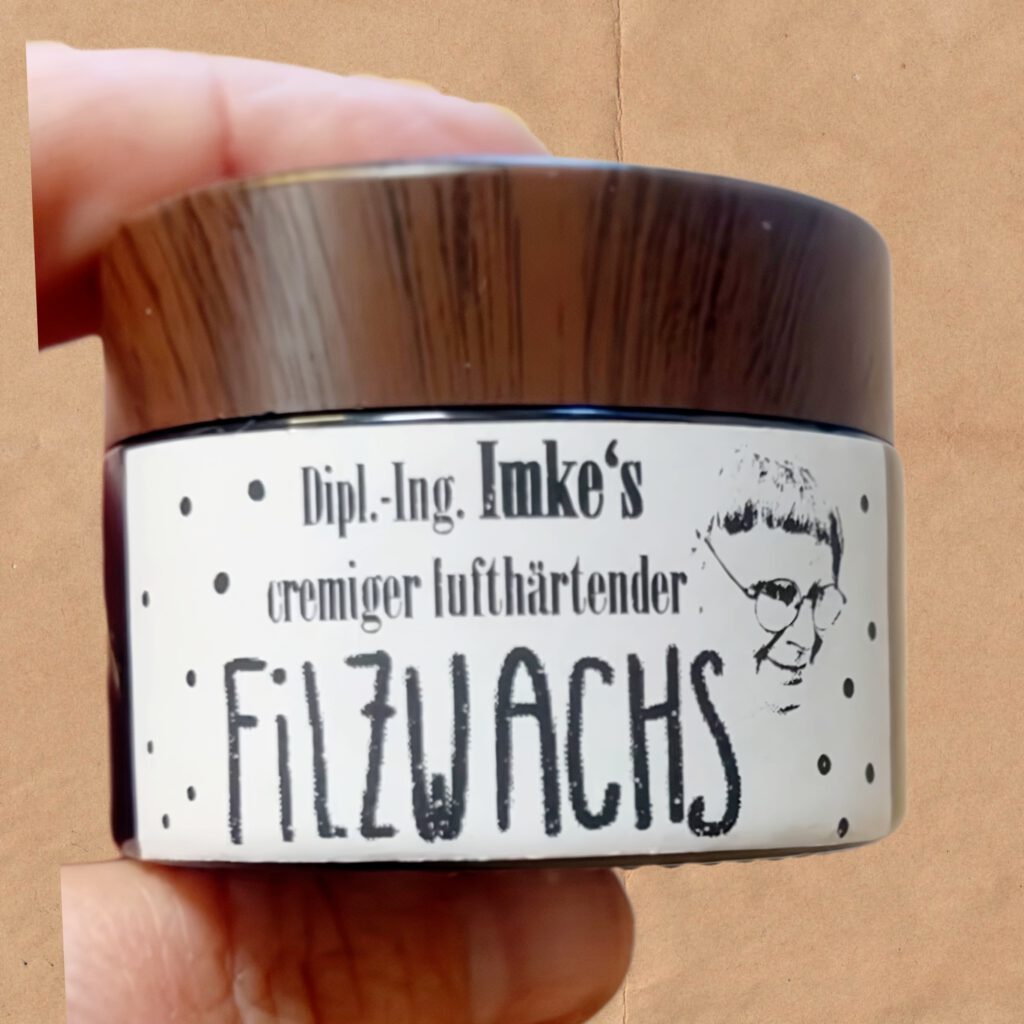 Dipl.-Ing. Imke‘s
cremiger lufthärtender
FiLZWACHS